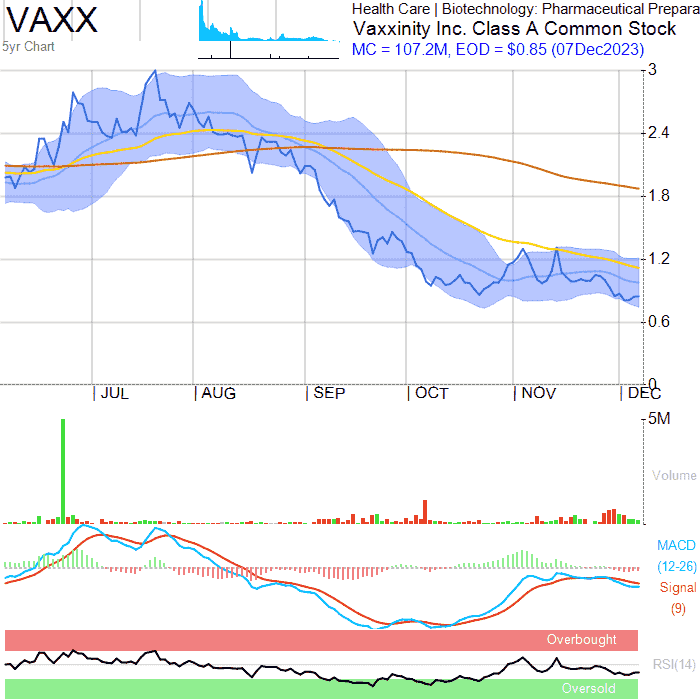 VAXX
5yr Chart
Health Care | Biotechnology: Pharmaceutical Prepara
Vaxxinity Inc. Class A Common Stock
MC = 107.2M, EOD = $0.85 (07Dec2023)
3
2.4
1.8
1.2
0.6
0
JUL AUG SEP OCT NOV DEC
5M
Volume
MACD
(12-26)
Signal
(9)
Overbought
RSI(14)
Oversold